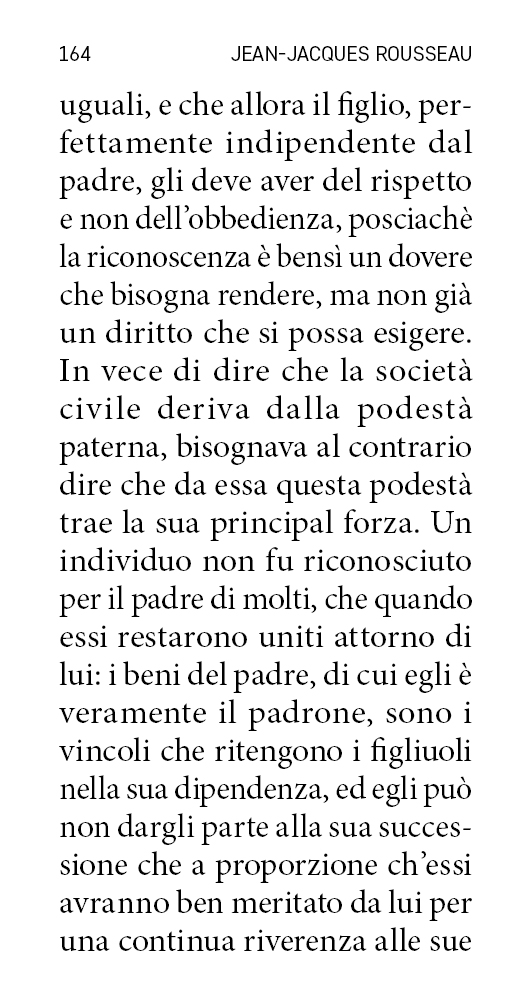 164 JEAN-JACQUES ROUSSEAU
uguali, e che allora il figlio, per-
fettamente indipendente dal
padre, gli deve aver del rispetto
e non dell’obbedienza, posciachè
la riconoscenza è bensì un dovere
che bisogna rendere, ma non già
un diritto che si possa esigere.
In vece di dire che la società
civile deriva dalla podestà
paterna, bisognava al contrario
dire che da essa questa podestà
trae la sua principal forza. Un
individuo non fu riconosciuto
per il padre di molti, che quando
essi restarono uniti attorno di
lui: i beni del padre, di cui egli è
veramente il padrone, sono i
vincoli che ritengono i figliuoli
nella sua dipendenza, ed egli può
non dargli parte alla sua succes-
sione che a proporzione ch’essi
avranno ben meritato da lui per
una continua riverenza alle sue